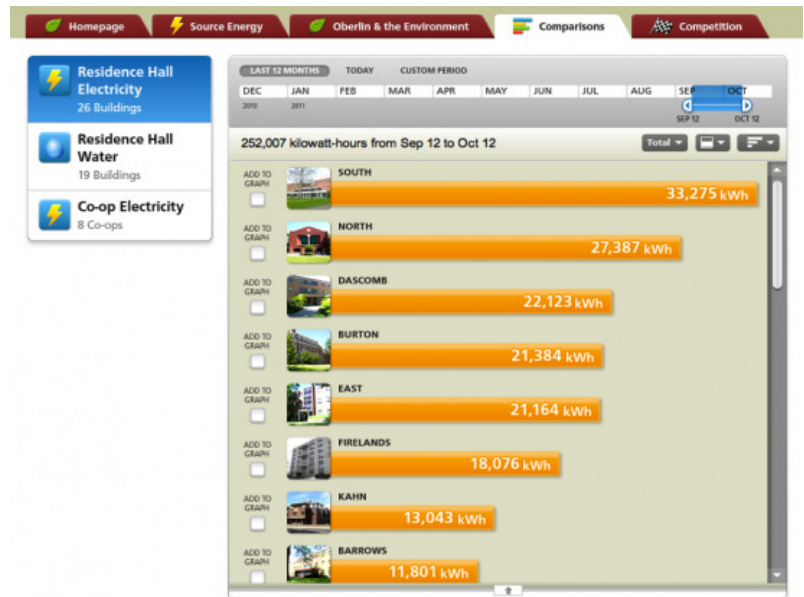 Homepage
Source Energy
Oberlin & the Environment
Comparisons
Competition
Residence Hall
Electricity
26 Buildings
Residence Hall
Water
19 Buildings
Co-op Electricity
8 Co-ops
LAST 12 MONTHS TODAY CUSTOM PERIOD
DEC JAN FEB MAR APR MAY JUN JUL AUG SEP OCT
2010 2011
SEP 12 OCT 12
252,007 kilowatt-hours from Sep 12 to Oct 12
Total
ADD TO
GRAPH
SOUTH
33,275 kWh
ADD TO
GRAPH
NORTH
27,387 kWh
ADD TO
GRAPH
DASCOMB
22,123 kWh
ADD TO
GRAPH
BURTON
21,384 kWh
ADD TO
GRAPH
EAST
21,164 kWh
ADD TO
GRAPH
FIRELANDS
18,076 kWh
ADD TO
GRAPH
KAHN
13,043 kWh
ADD TO
GRAPH
BARROWS
11,801 kWh